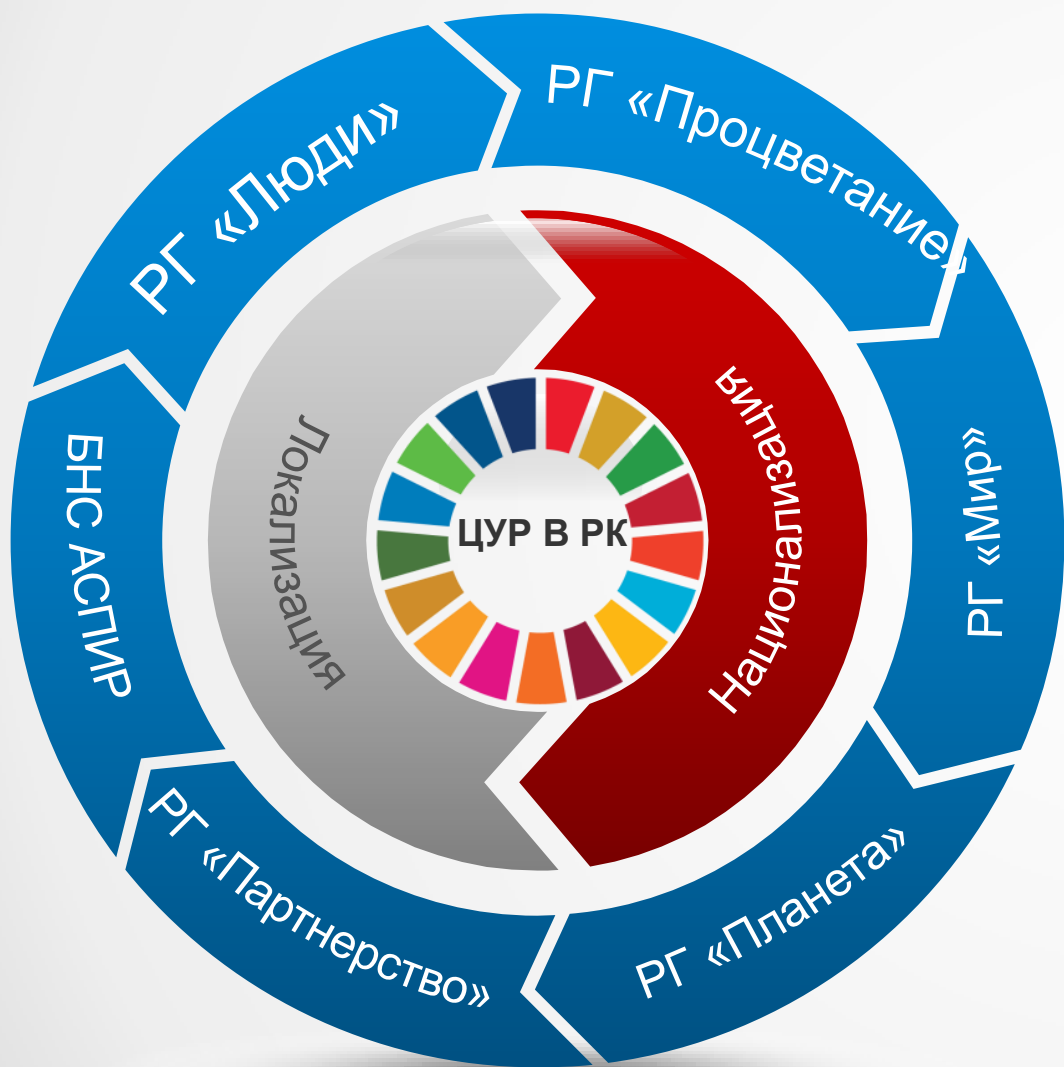 РГ «Люди»
РГ «Процветание»
РГ «Мир»
РГ «Планета»
РГ «Партнерство»
БНС АСПИР
Локализация
Национализация
ЦУР В РК